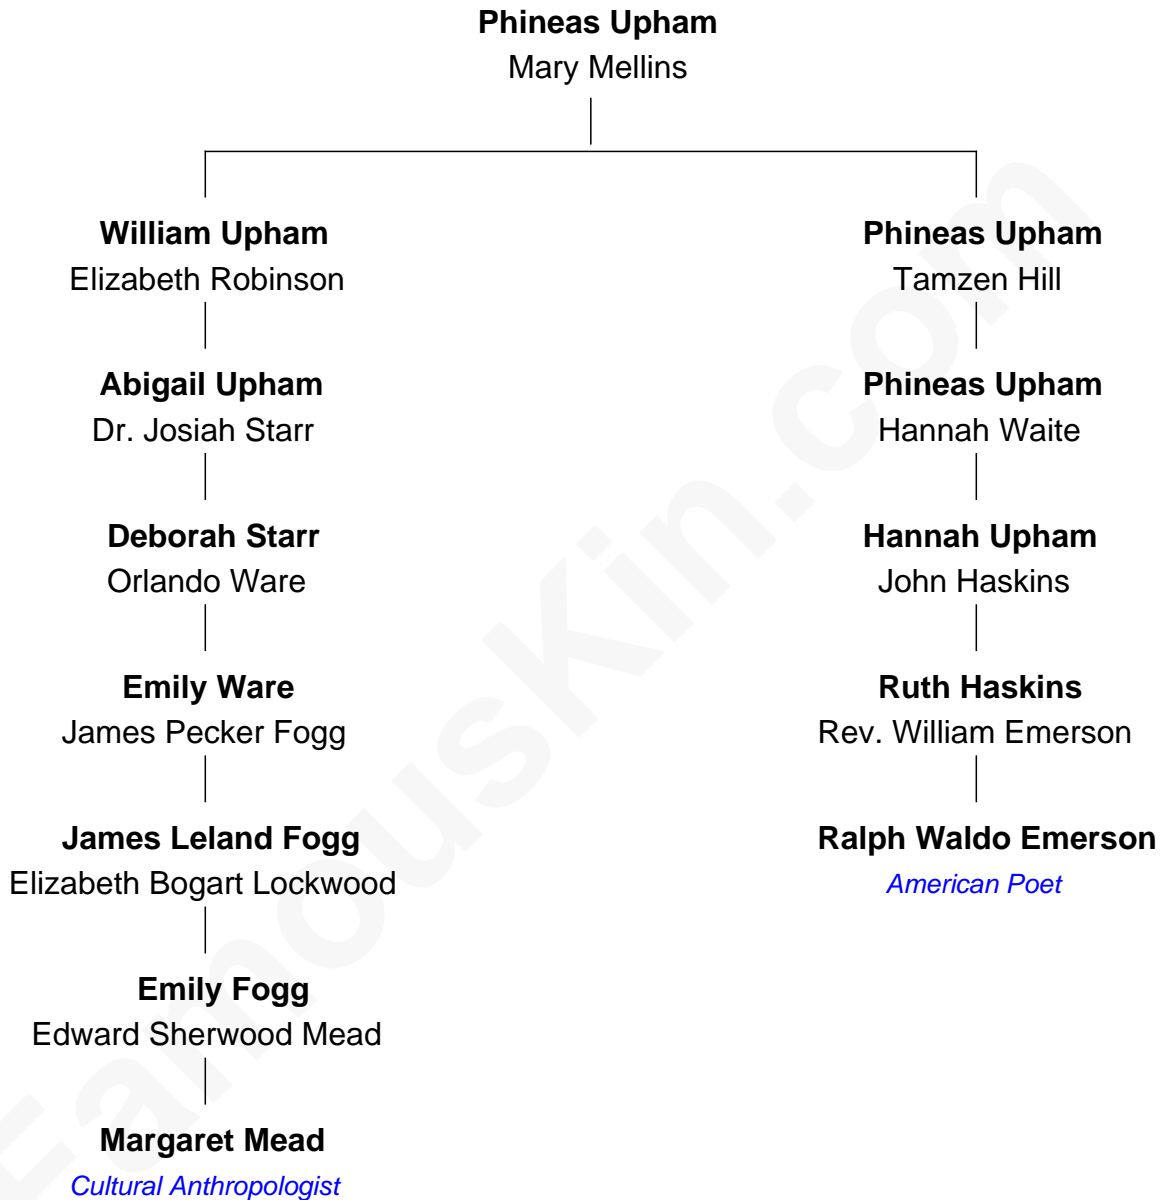 Phineas Upham
Mary Mellins
William Upham
Elizabeth Robinson
Phineas Upham
Tamzen Hill
Abigail Upham
Dr. Josiah Starr
Phineas Upham
Hannah Waite
Deborah Starr
Orlando Ware
Hannah Upham
John Haskins
Emily Ware
James Pecker Fogg
Ruth Haskins
Rev. William Emerson
James Leland Fogg
Elizabeth Bogart Lockwood
Ralph Waldo Emerson
American Poet
Emily Fogg
Edward Sherwood Mead
Margaret Mead
Cultural Anthropologist
FamousKin.com